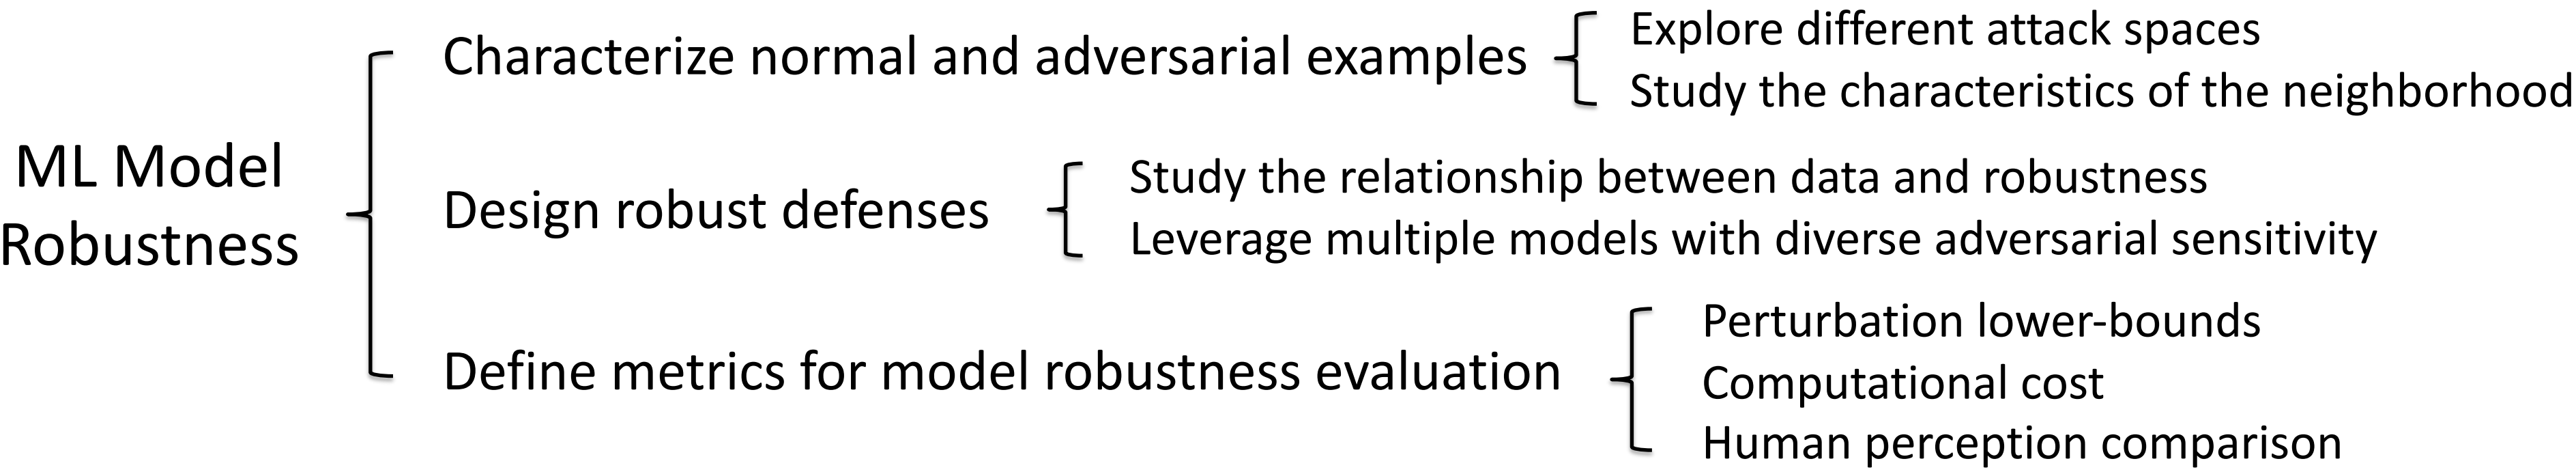 ML Model
Robustness
Characterize normal and adversarial examples
Explore different attack spaces
Study the characteristics of the neighborhood
Design robust defenses
Study the relationship between data and robustness
Leverage multiple models with diverse adversarial sensitivity
Define metrics for model robustness evaluation
Perturbation lower-bounds
Computational cost
Human perception comparison